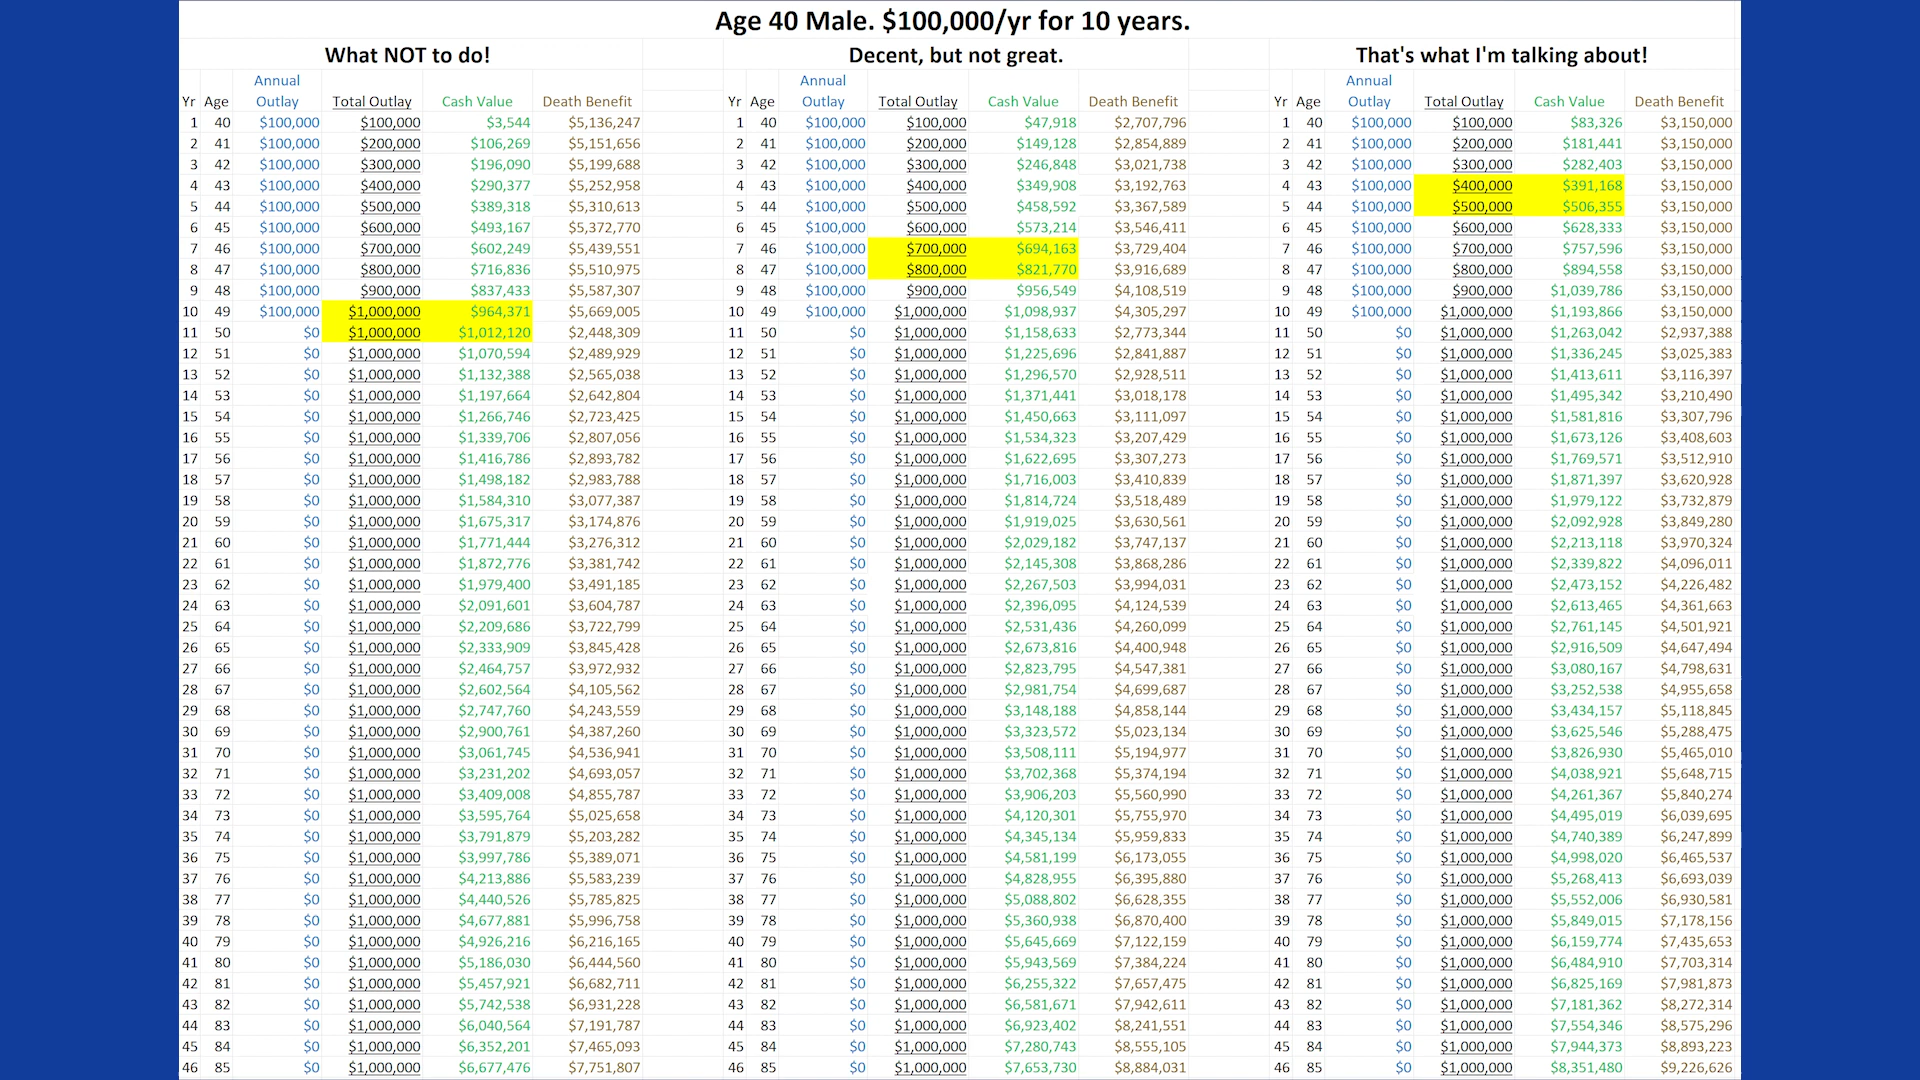 Age 40 Male. $100,000/yr for 10 years.
What NOT to do! Decent, but not great. That's what I'm talking about!
Annual Annual Annual
Yr Age Outlay Total Outlay Cash Value Death Benefit Yr Age Outlay Total Outlay Cash Value Death Benefit Yr Age Outlay Total Outlay Cash Value Death Benefit
1 40 $100,000 $100,000 $3,544 $5,136,247 1 40 $100,000 $100,000 $47,918 $2,707,796 1 40 $100,000 $100,000 $83,326 $3,150,000
2 41 $100,000 $200,000 $106,269 $5,151,656 2 41 $100,000 $200,000 $149,128 $2,854,889 2 41 $100,000 $200,000 $181,441 $3,150,000
3 42 $100,000 $300,000 $196,090 $5,199,688 3 42 $100,000 $300,000 $246,848 $3,021,738 3 42 $100,000 $300,000 $282,403 $3,150,000
4 43 $100,000 $400,000 $290,377 $5,252,958 4 43 $100,000 $400,000 $349,908 $3,192,763 4 43 $100,000 $400,000 $391,168 $3,150,000
5 44 $100,000 $500,000 $389,318 $5,310,613 5 44 $100,000 $500,000 $458,592 $3,367,589 5 44 $100,000 $500,000 $506,355 $3,150,000
6 45 $100,000 $600,000 $493,167 $5,372,770 6 45 $100,000 $600,000 $573,214 $3,546,411 6 45 $100,000 $600,000 $628,333 $3,150,000
7 46 $100,000 $700,000 $602,249 $5,439,551 7 46 $100,000 $700,000 $694,163 $3,729,404 7 46 $100,000 $700,000 $757,596 $3,150,000
8 47 $100,000 $800,000 $716,836 $5,510,975 8 47 $100,000 $800,000 $821,770 $3,916,689 8 47 $100,000 $800,000 $894,558 $3,150,000
9 48 $100,000 $900,000 $837,433 $5,587,307 9 48 $100,000 $900,000 $956,549 $4,108,519 9 48 $100,000 $900,000 $1,039,786 $3,150,000
10 49 $100,000 $1,000,000 $964,371 $5,669,005 10 49 $100,000 $1,000,000 $1,098,937 $4,305,297 10 49 $100,000 $1,000,000 $1,193,866 $3,150,000
11 50 $0 $1,000,000 $1,012,120 $2,448,309 11 50 $0 $1,000,000 $1,158,633 $2,773,344 11 50 $0 $1,000,000 $1,263,042 $2,937,388
12 51 $0 $1,000,000 $1,070,594 $2,489,929 12 51 $0 $1,000,000 $1,225,696 $2,841,887 12 51 $0 $1,000,000 $1,336,245 $3,025,383
13 52 $0 $1,000,000 $1,132,388 $2,565,038 13 52 $0 $1,000,000 $1,296,570 $2,928,511 13 52 $0 $1,000,000 $1,413,611 $3,116,397
14 53 $0 $1,000,000 $1,197,664 $2,642,804 14 53 $0 $1,000,000 $1,371,441 $3,018,178 14 53 $0 $1,000,000 $1,495,342 $3,210,490
15 54 $0 $1,000,000 $1,266,746 $2,723,425 15 54 $0 $1,000,000 $1,450,663 $3,111,097 15 54 $0 $1,000,000 $1,581,816 $3,307,796
16 55 $0 $1,000,000 $1,339,706 $2,807,056 16 55 $0 $1,000,000 $1,534,323 $3,207,429 16 55 $0 $1,000,000 $1,673,126 $3,408,603
17 56 $0 $1,000,000 $1,416,786 $2,893,782 17 56 $0 $1,000,000 $1,622,695 $3,307,273 17 56 $0 $1,000,000 $1,769,571 $3,512,910
18 57 $0 $1,000,000 $1,498,182 $2,983,788 18 57 $0 $1,000,000 $1,716,003 $3,410,839 18 57 $0 $1,000,000 $1,871,397 $3,620,928
19 58 $0 $1,000,000 $1,584,310 $3,077,387 19 58 $0 $1,000,000 $1,814,724 $3,518,489 19 58 $0 $1,000,000 $1,979,122 $3,732,879
20 59 $0 $1,000,000 $1,675,317 $3,174,876 20 59 $0 $1,000,000 $1,919,025 $3,630,561 20 59 $0 $1,000,000 $2,092,928 $3,849,280
21 60 $0 $1,000,000 $1,771,444 $3,276,312 21 60 $0 $1,000,000 $2,029,182 $3,747,137 21 60 $0 $1,000,000 $2,213,118 $3,970,324
22 61 $0 $1,000,000 $1,872,776 $3,381,742 22 61 $0 $1,000,000 $2,145,308 $3,868,286 22 61 $0 $1,000,000 $2,339,822 $4,096,011
23 62 $0 $1,000,000 $1,979,400 $3,491,185 23 62 $0 $1,000,000 $2,267,503 $3,994,031 23 62 $0 $1,000,000 $2,473,152 $4,226,482
24 63 $0 $1,000,000 $2,091,601 $3,604,787 24 63 $0 $1,000,000 $2,396,095 $4,124,539 24 63 $0 $1,000,000 $2,613,465 $4,361,663
25 64 $0 $1,000,000 $2,209,686 $3,722,799 25 64 $0 $1,000,000 $2,531,436 $4,260,099 25 64 $0 $1,000,000 $2,761,145 $4,501,921
26 65 $0 $1,000,000 $2,333,909 $3,845,428 26 65 $0 $1,000,000 $2,673,816 $4,400,948 26 65 $0 $1,000,000 $2,916,509 $4,647,494
27 66 $0 $1,000,000 $2,464,757 $3,972,932 27 66 $0 $1,000,000 $2,823,795 $4,547,381 27 66 $0 $1,000,000 $3,080,167 $4,798,631
28 67 $0 $1,000,000 $2,602,564 $4,105,562 28 67 $0 $1,000,000 $2,981,754 $4,699,687 28 67 $0 $1,000,000 $3,252,538 $4,955,658
29 68 $0 $1,000,000 $2,747,760 $4,243,559 29 68 $0 $1,000,000 $3,148,188 $4,858,144 29 68 $0 $1,000,000 $3,434,157 $5,118,845
30 69 $0 $1,000,000 $2,900,761 $4,387,260 30 69 $0 $1,000,000 $3,323,572 $5,023,134 30 69 $0 $1,000,000 $3,625,546 $5,288,475
31 70 $0 $1,000,000 $3,061,745 $4,536,941 31 70 $0 $1,000,000 $3,508,111 $5,194,977 31 70 $0 $1,000,000 $3,826,930 $5,465,010
32 71 $0 $1,000,000 $3,231,202 $4,693,057 32 71 $0 $1,000,000 $3,702,368 $5,374,194 32 71 $0 $1,000,000 $4,038,921 $5,648,715
33 72 $0 $1,000,000 $3,409,008 $4,855,787 33 72 $0 $1,000,000 $3,906,203 $5,560,990 33 72 $0 $1,000,000 $4,261,367 $5,840,274
34 73 $0 $1,000,000 $3,595,764 $5,025,658 34 73 $0 $1,000,000 $4,120,301 $5,755,970 34 73 $0 $1,000,000 $4,495,019 $6,039,695
35 74 $0 $1,000,000 $3,791,879 $5,203,282 35 74 $0 $1,000,000 $4,345,134 $5,959,833 35 74 $0 $1,000,000 $4,740,389 $6,247,899
36 75 $0 $1,000,000 $3,997,786 $5,389,071 36 75 $0 $1,000,000 $4,581,199 $6,173,055 36 75 $0 $1,000,000 $4,998,020 $6,465,537
37 76 $0 $1,000,000 $4,213,886 $5,583,239 37 76 $0 $1,000,000 $4,828,955 $6,395,880 37 76 $0 $1,000,000 $5,268,413 $6,693,039
38 77 $0 $1,000,000 $4,440,526 $5,785,825 38 77 $0 $1,000,000 $5,088,802 $6,628,355 38 77 $0 $1,000,000 $5,552,006 $6,930,581
39 78 $0 $1,000,000 $4,677,881 $5,996,758 39 78 $0 $1,000,000 $5,360,938 $6,870,400 39 78 $0 $1,000,000 $5,849,015 $7,178,156
40 79 $0 $1,000,000 $4,926,216 $6,216,165 40 79 $0 $1,000,000 $5,645,669 $7,122,159 40 79 $0 $1,000,000 $6,159,774 $7,435,653
41 80 $0 $1,000,000 $5,186,030 $6,444,560 41 80 $0 $1,000,000 $5,943,569 $7,384,224 41 80 $0 $1,000,000 $6,484,910 $7,703,314
42 81 $0 $1,000,000 $5,457,921 $6,682,711 42 81 $0 $1,000,000 $6,255,322 $7,657,475 42 81 $0 $1,000,000 $6,825,169 $7,981,873
43 82 $0 $1,000,000 $5,742,538 $6,931,228 43 82 $0 $1,000,000 $6,581,671 $7,942,611 43 82 $0 $1,000,000 $7,181,362 $8,272,314
44 83 $0 $1,000,000 $6,040,564 $7,191,787 44 83 $0 $1,000,000 $6,923,402 $8,241,551 44 83 $0 $1,000,000 $7,554,346 $8,575,296
45 84 $0 $1,000,000 $6,352,201 $7,465,093 45 84 $0 $1,000,000 $7,280,743 $8,555,105 45 84 $0 $1,000,000 $7,944,373 $8,893,223
46 85 $0 $1,000,000 $6,677,476 $7,751,807 46 85 $0 $1,000,000 $7,653,730 $8,884,031 46 85 $0 $1,000,000 $8,351,480 $9,226,626